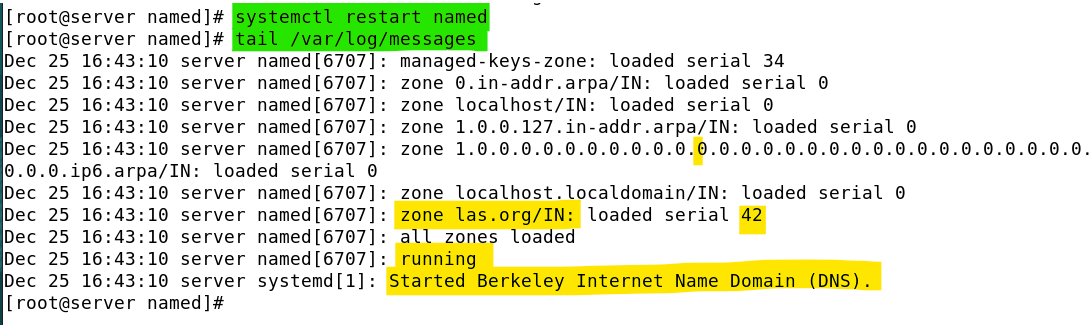 [root@server named]# systemctl restart named
[root@server named]# tail /var/log/messages
Dec 25 16:43:10 server named[6707]: managed-keys-zone: loaded serial 34
Dec 25 16:43:10 server named[6707]: zone 0.in-addr.arpa/IN: loaded serial 0
Dec 25 16:43:10 server named[6707]: zone localhost/IN: loaded serial 0
Dec 25 16:43:10 server named[6707]: zone 1.0.0.127.in-addr.arpa/IN: loaded serial 0
Dec 25 16:43:10 server named[6707]: zone 1.0.0.0.0.0.0.0.0.0.0.0.0.0.0.0.0.0.0.0.0.0.0.0.0.0.0.0.0.
0.0.0.ip6.arpa/IN: loaded serial 0
Dec 25 16:43:10 server named[6707]: zone localhost.localdomain/IN: loaded serial 0
Dec 25 16:43:10 server named[6707]: zone las.org/IN: loaded serial 42
Dec 25 16:43:10 server named[6707]: all zones loaded
Dec 25 16:43:10 server named[6707]: running
Dec 25 16:43:10 server systemd[1]: Started Berkeley Internet Name Domain (DNS).
[root@server named]#